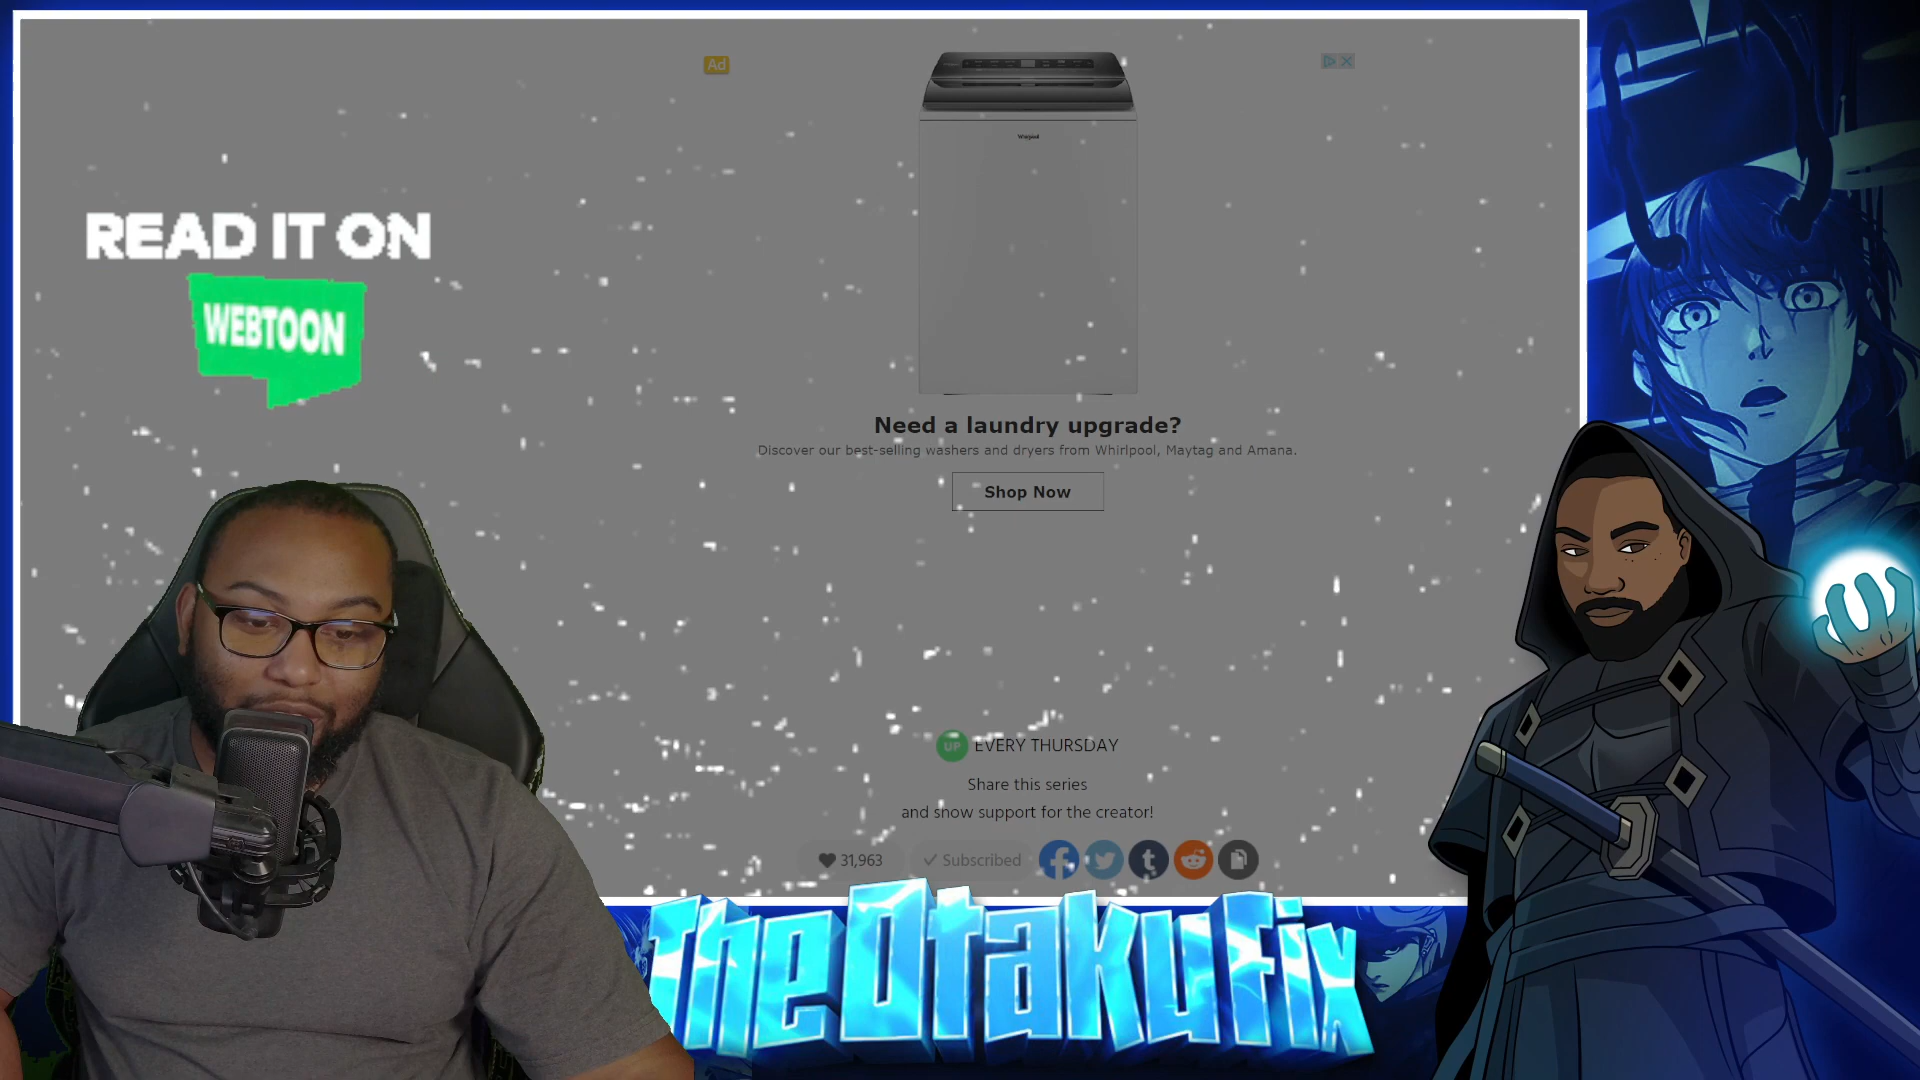 Ad
Whirlpool
READ IT ON
WEBTOON
Need a laundry upgrade?
Discover our best-selling washers and dryers from Whirlpool, Maytag and Amana.
Shop Now
UP EVERY THURSDAY
Share this series
and show support for the creator!
31,963 Subscribed
TheOtakuFix